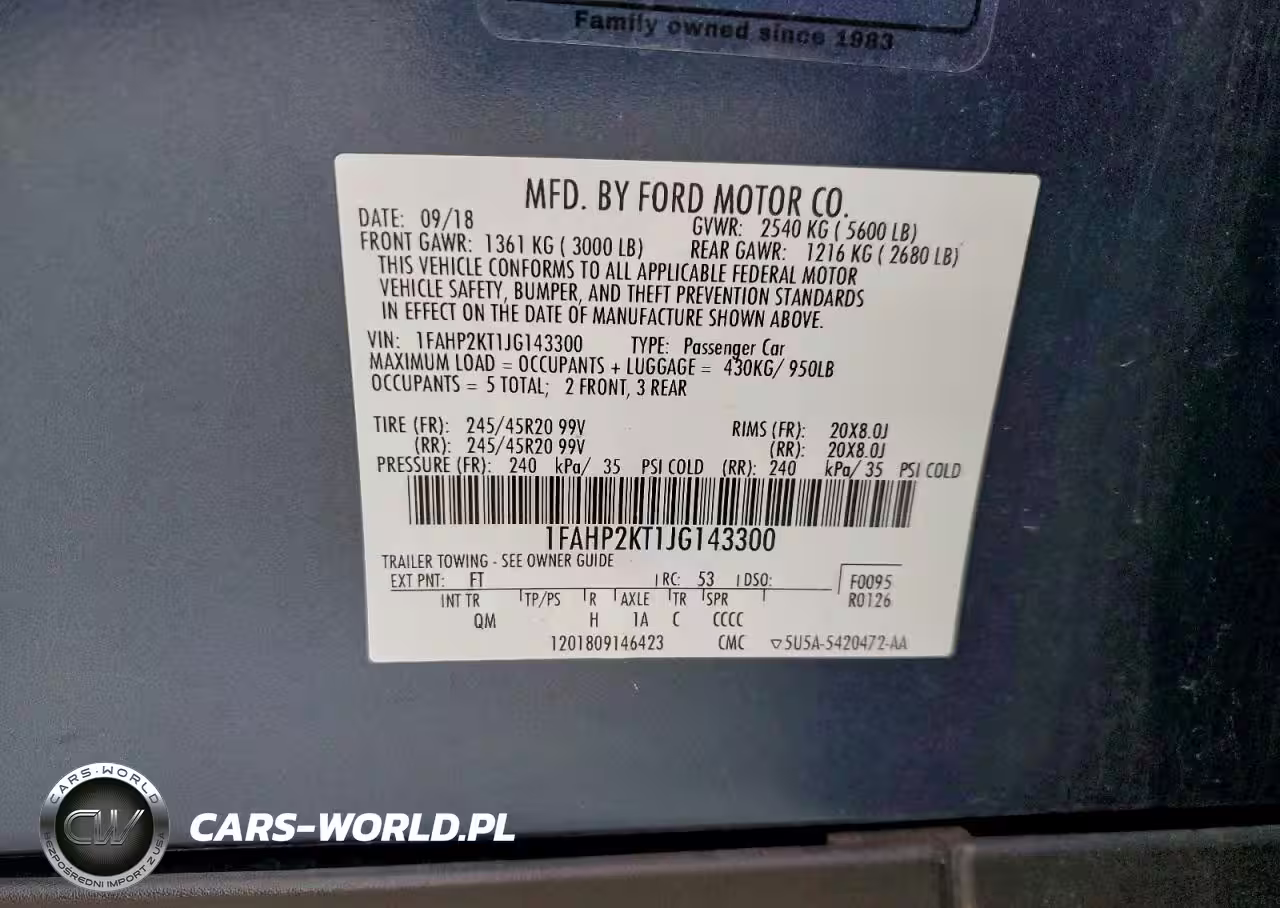 Family owned since 1983
MFD. BY FORD MOTOR CO.
DATE: 09/18 GVWR: 2540 KG ( 5600 LB)
FRONT GAWR: 1361 KG ( 3000 LB) REAR GAWR: 1216 KG ( 2680 LB)
THIS VEHICLE CONFORMS TO ALL APPLICABLE FEDERAL MOTOR
VEHICLE SAFETY, BUMPER, AND THEFT PREVENTION STANDARDS
IN EFFECT ON THE DATE OF MANUFACTURE SHOWN ABOVE.
VIN: 1FAHP2KT1JG143300 TYPE: Passenger Car
MAXIMUM LOAD = OCCUPANTS + LUGGAGE = 430KG/ 950LB
OCCUPANTS = 5 TOTAL; 2 FRONT, 3 REAR
TIRE (FR): 245/45R20 99V RIMS (FR): 20X8.0J
(RR): 245/45R20 99V (RR): 20X8.0J
PRESSURE (FR): 240 kPa/ 35 PSI COLD (RR): 240 kPa/ 35 PSI COLD
1FAHP2KT1JG143300
TRAILER TOWING - SEE OWNER GUIDE
EXT PNT: FT RC: 53 DSO: F0095
INT TR TP/PS R AXLE TR SPR R0126
QM H 1A C CCCC
1201809146423 CMC ▽5U5A-5420472-AA
CARS-WORLD
CW
BEZPOŚREDNI IMPORT Z USA
CARS-WORLD.PL